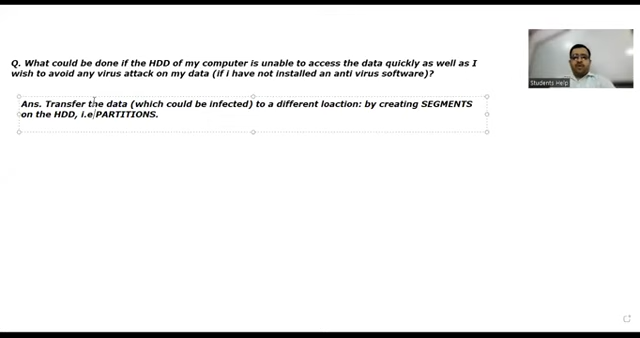 Q. What could be done if the HDD of my computer is unable to access the data quickly as well as I
wish to avoid any virus attack on my data (if i have not installed an anti virus software)?
Ans. Transfer the data (which could be infected) to a different loaction: by creating SEGMENTS
on the HDD, i.e PARTITIONS.
Students Help